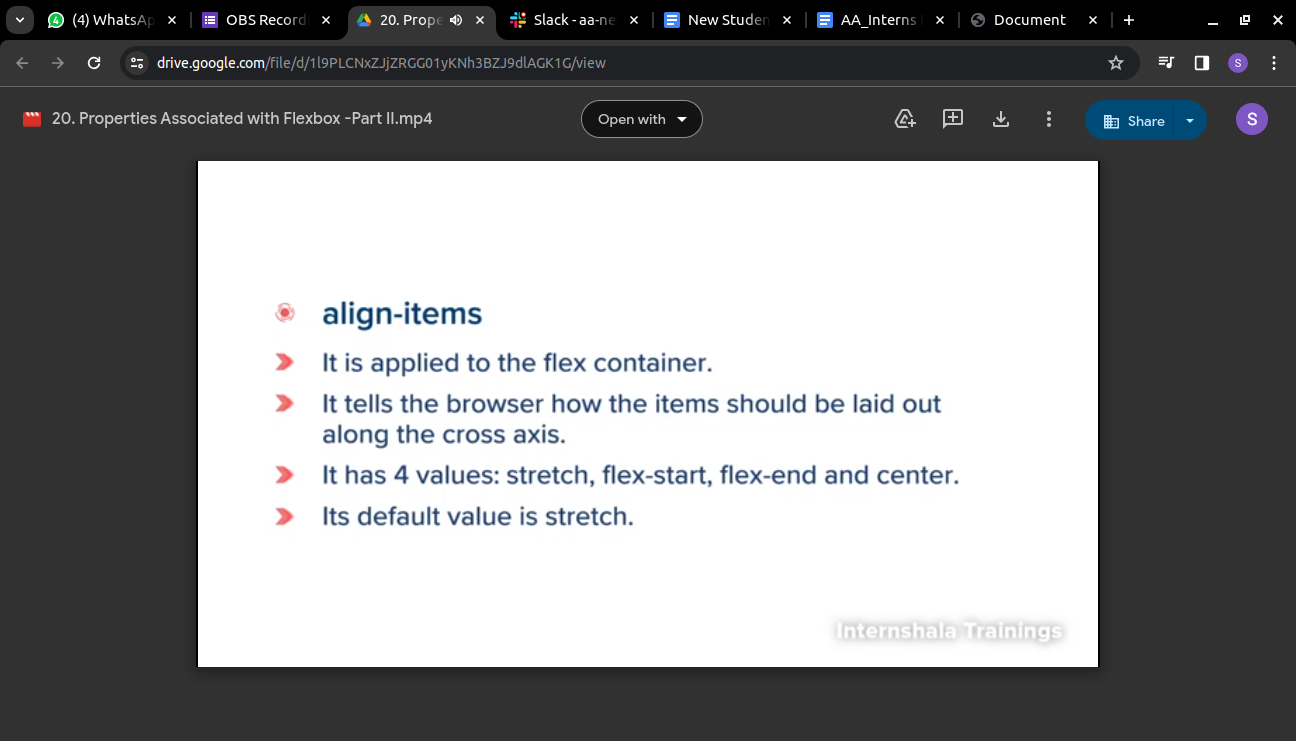 (4) WhatsAp
OBS Recordi
20. Prope
Slack - aa-ne
New Studen
AA_Interns
Document
drive.google.com/file/d/1l9PLCNxZJjZRGG01yKNh3BZJ9dlAGK1G/view
S
20. Properties Associated with Flexbox -Part II.mp4
Open with
Share
S
align-items
It is applied to the flex container.
It tells the browser how the items should be laid out
along the cross axis.
It has 4 values: stretch, flex-start, flex-end and center.
Its default value is stretch.
Internshala Trainings